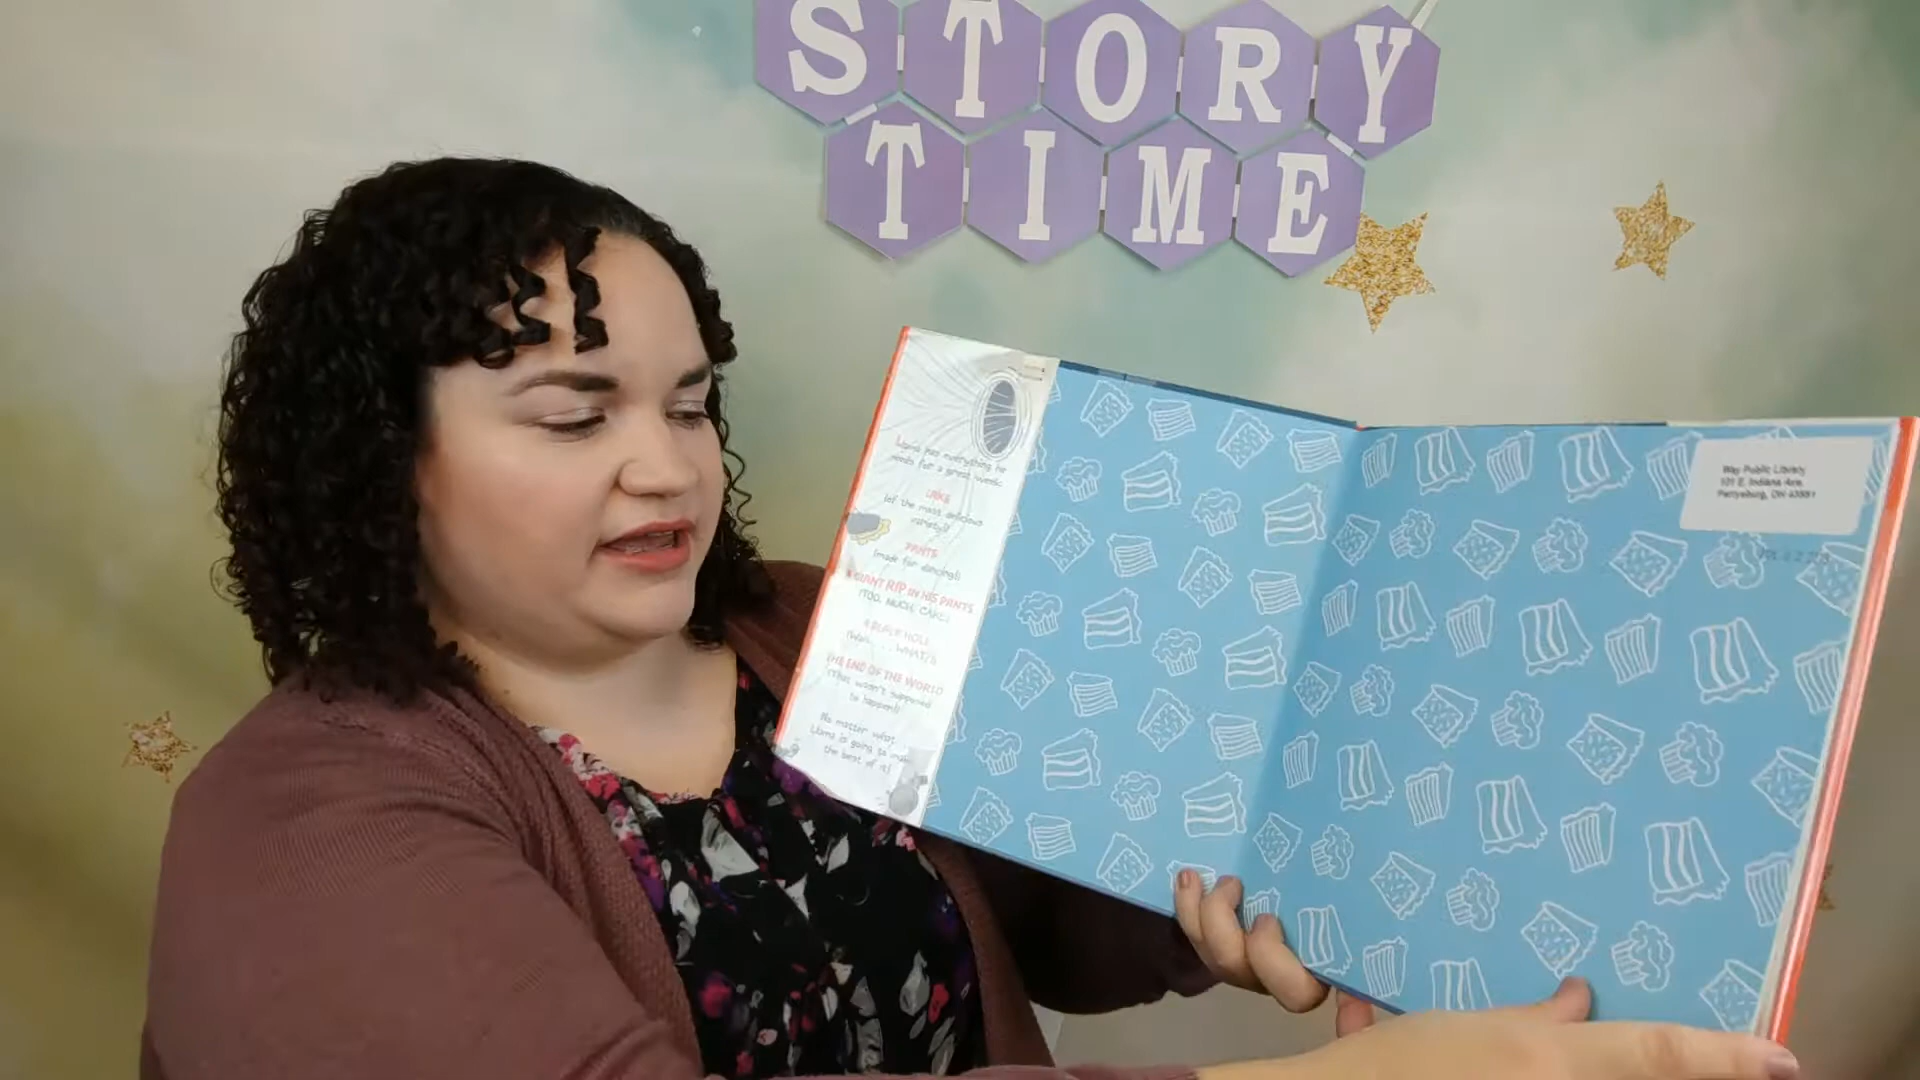 STORY
TIME
Llama has everything he
needs for a great week:
CAKE
(of the most delicious
variety!)
PANTS
(made for dancing!)
A GIANT RIP IN HIS PANTS
(TOO. MUCH. CAKE.)
A BLACK HOLE
(Wait . . . WHAT?!)
THE END OF THE WORLD
(That wasn't supposed
to happen!)
No matter what,
Llama is going to make
the best of it!
Way Public Library
101 E. Indiana Ave.
Perrysburg, OH 43551